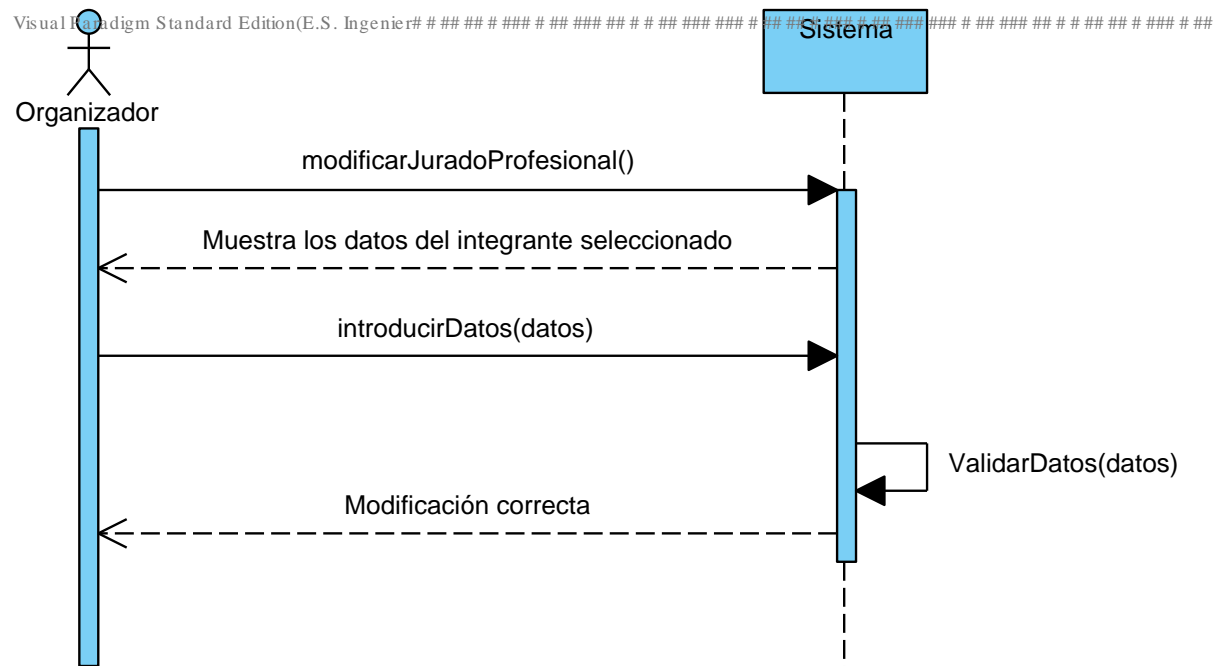 Visual Paradigm Standard Edition(E.S. Ingenier# # ## ## # ### # ## ### ## # # ## ### ### # ## ## # ### # ## ### ### # ## ### ## # # ## ## # ### # ##
Sistema
Organizador
modificarJuradoProfesional()
Muestra los datos del integrante seleccionado
introducirDatos(datos)
ValidarDatos(datos)
Modificación correcta